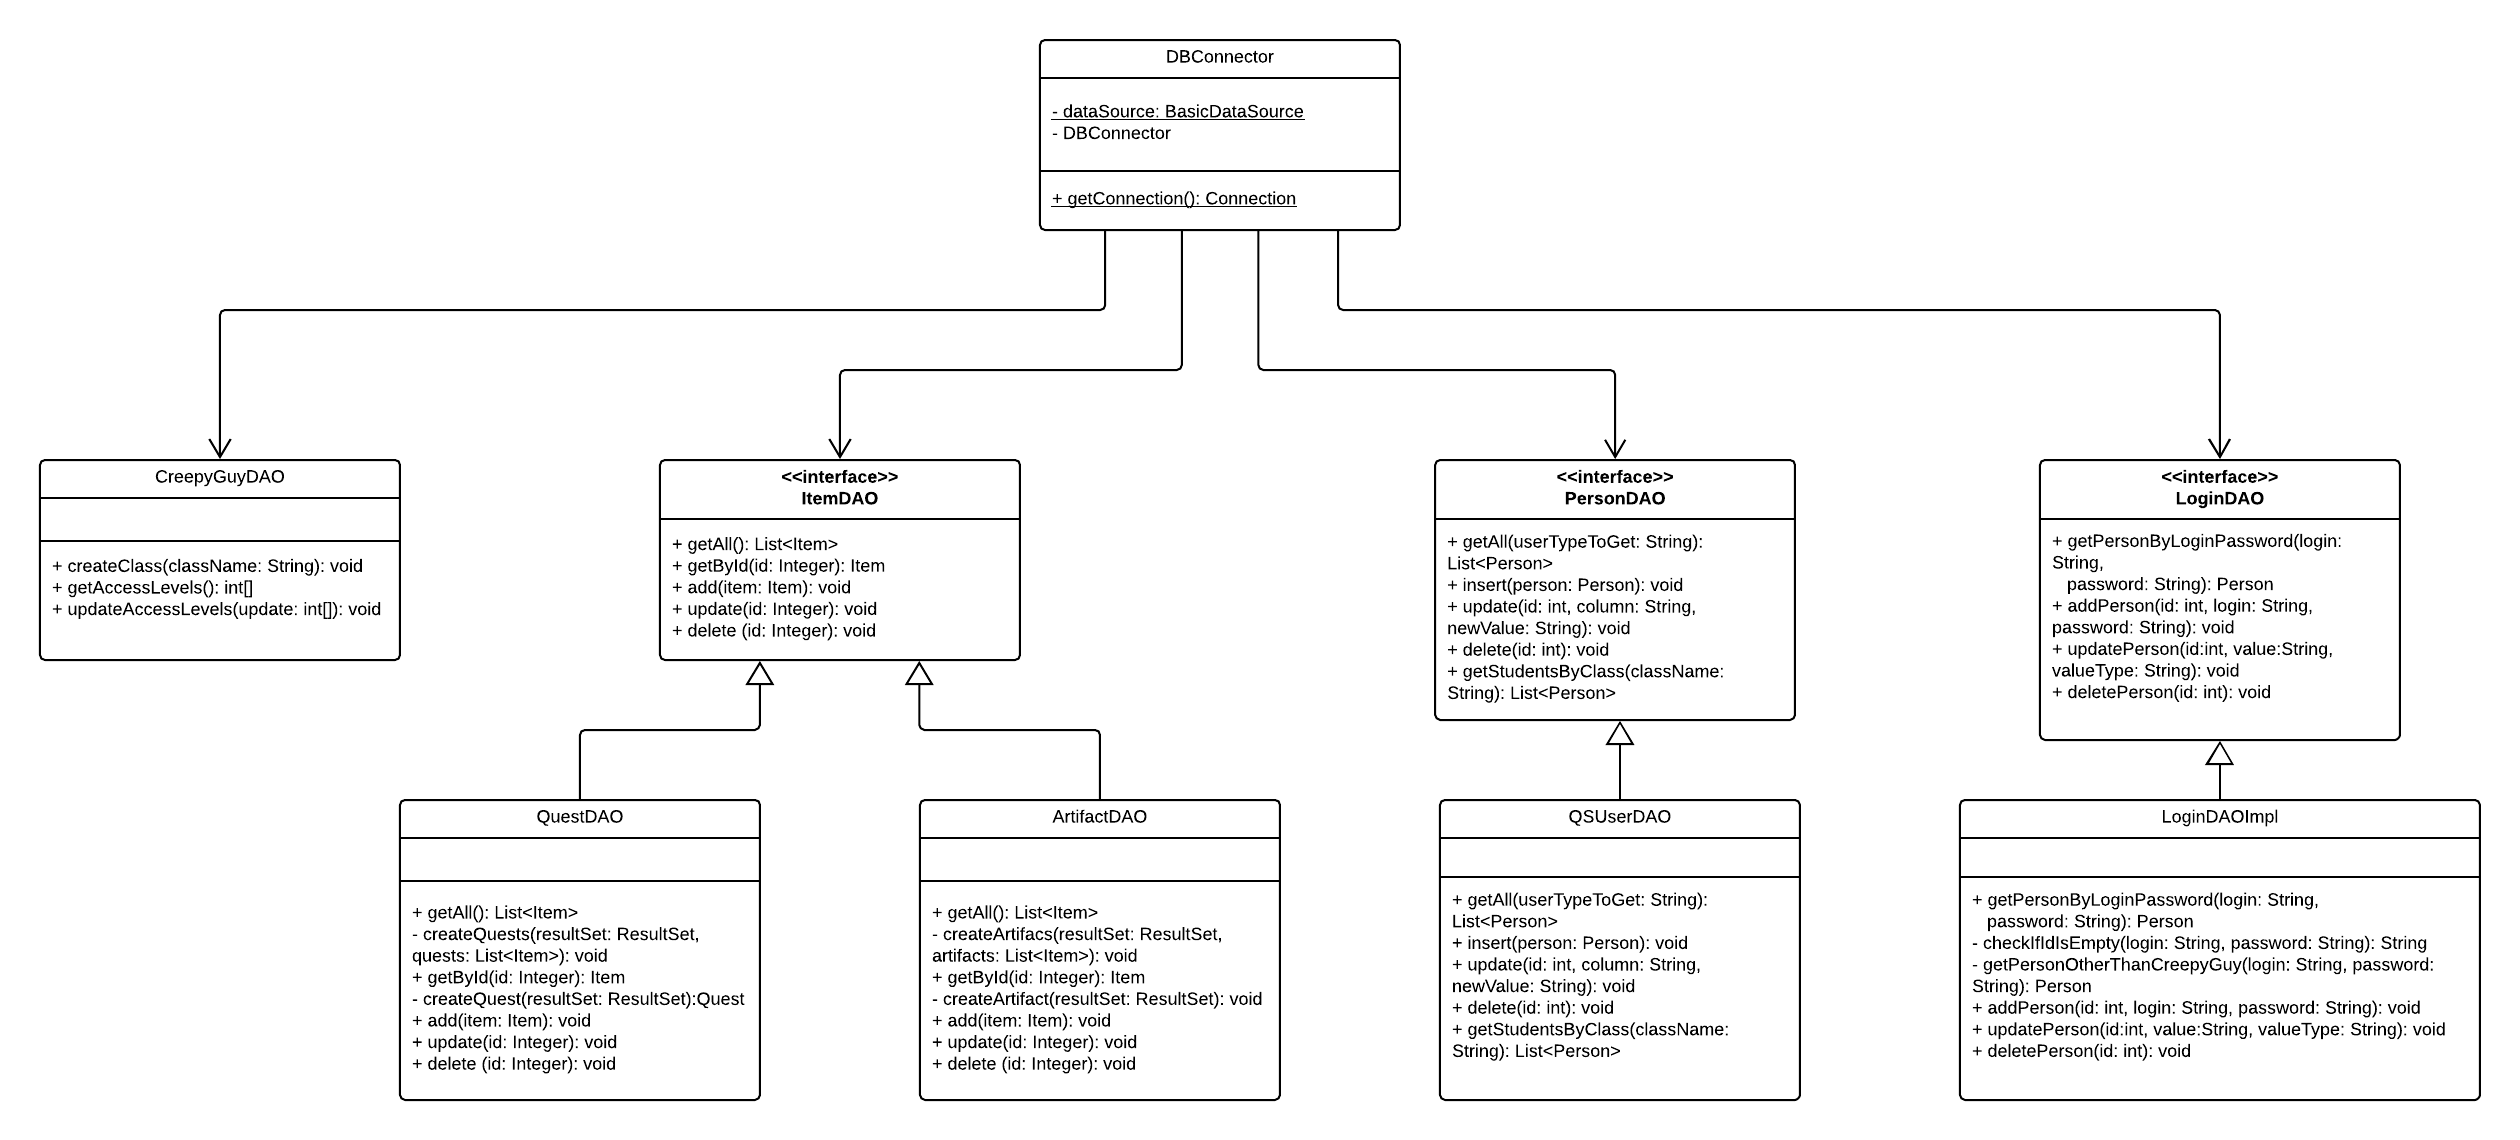 DBConnector
- dataSource: BasicDataSource
- DBConnector
+ getConnection(): Connection
CreepyGuyDAO
+ createClass(className: String): void
+ getAccessLevels(): int[]
+ updateAccessLevels(update: int[]): void
<<interface>>
ItemDAO
+ getAll(): List<Item>
+ getById(id: Integer): Item
+ add(item: Item): void
+ update(id: Integer): void
+ delete (id: Integer): void
<<interface>>
PersonDAO
+ getAll(userTypeToGet: String):
List<Person>
+ insert(person: Person): void
+ update(id: int, column: String,
newValue: String): void
+ delete(id: int): void
+ getStudentsByClass(className:
String): List<Person>
<<interface>>
LoginDAO
+ getPersonByLoginPassword(login:
String,
password: String): Person
+ addPerson(id: int, login: String,
password: String): void
+ updatePerson(id:int, value:String,
valueType: String): void
+ deletePerson(id: int): void
QuestDAO
+ getAll(): List<Item>
- createQuests(resultSet: ResultSet,
quests: List<Item>): void
+ getById(id: Integer): Item
- createQuest(resultSet: ResultSet):Quest
+ add(item: Item): void
+ update(id: Integer): void
+ delete (id: Integer): void
ArtifactDAO
+ getAll(): List<Item>
- createArtifacs(resultSet: ResultSet,
artifacts: List<Item>): void
+ getById(id: Integer): Item
- createArtifact(resultSet: ResultSet): void
+ add(item: Item): void
+ update(id: Integer): void
+ delete (id: Integer): void
QSUserDAO
+ getAll(userTypeToGet: String):
List<Person>
+ insert(person: Person): void
+ update(id: int, column: String,
newValue: String): void
+ delete(id: int): void
+ getStudentsByClass(className:
String): List<Person>
LoginDAOImpl
+ getPersonByLoginPassword(login: String,
password: String): Person
- checkIfIdIsEmpty(login: String, password: String): String
- getPersonOtherThanCreepyGuy(login: String, password:
String): Person
+ addPerson(id: int, login: String, password: String): void
+ updatePerson(id:int, value:String, valueType: String): void
+ deletePerson(id: int): void